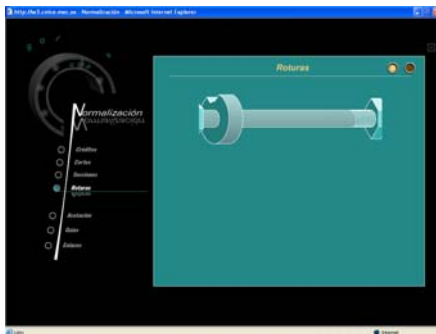 http://w3.cnice.mec.es - Normalización - Microsoft Internet Explorer
Roturas
Normalización
Créditos
Cortes
Secciones
Roturas
Acotación
Guías
Enlaces
Listo
Internet